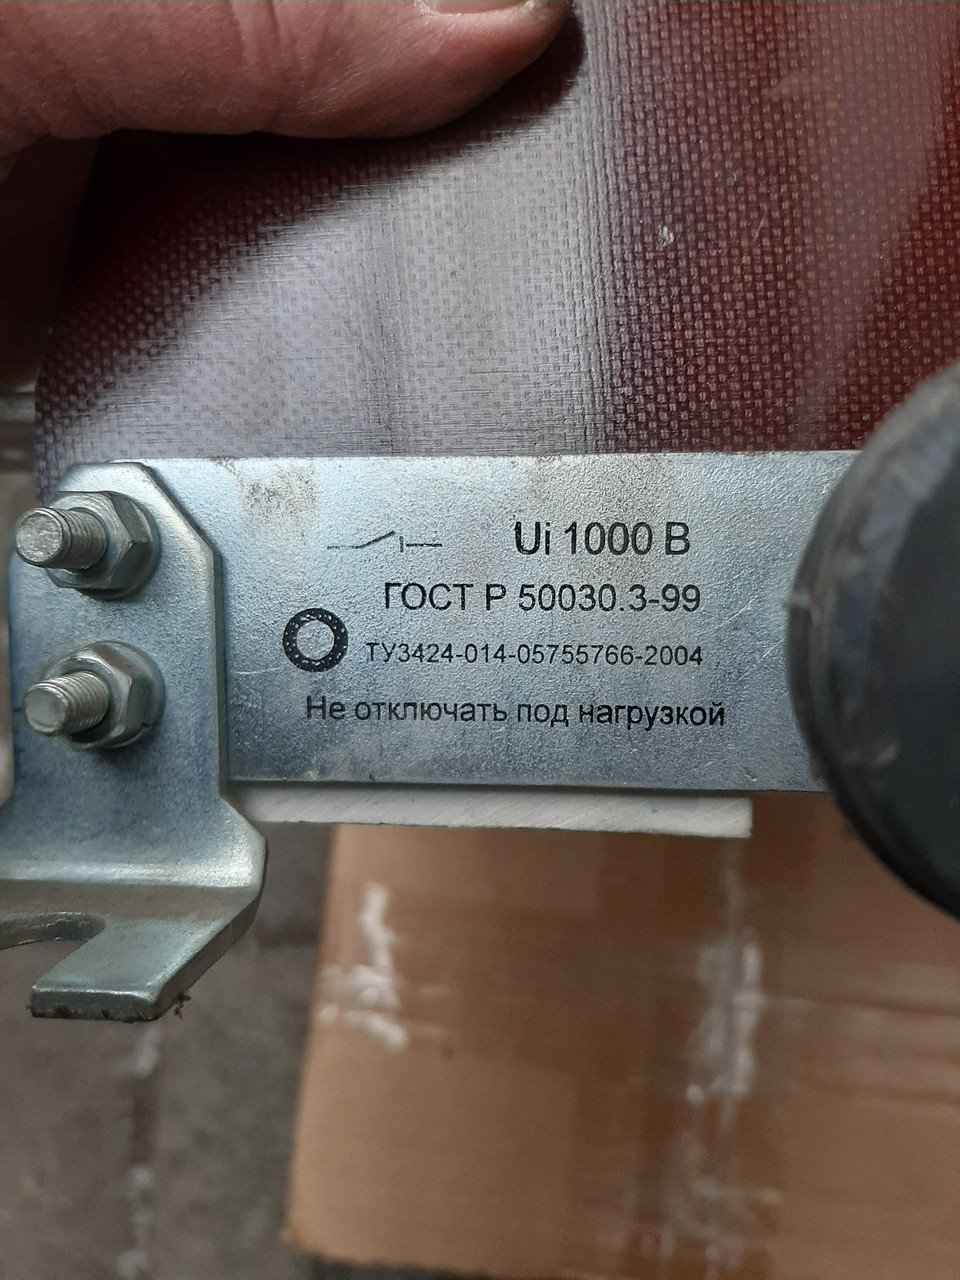 Ui 1000 В
ГОСТ Р 50030.3-99
ТУ3424-014-05755766-2004
Не отключать под нагрузкой